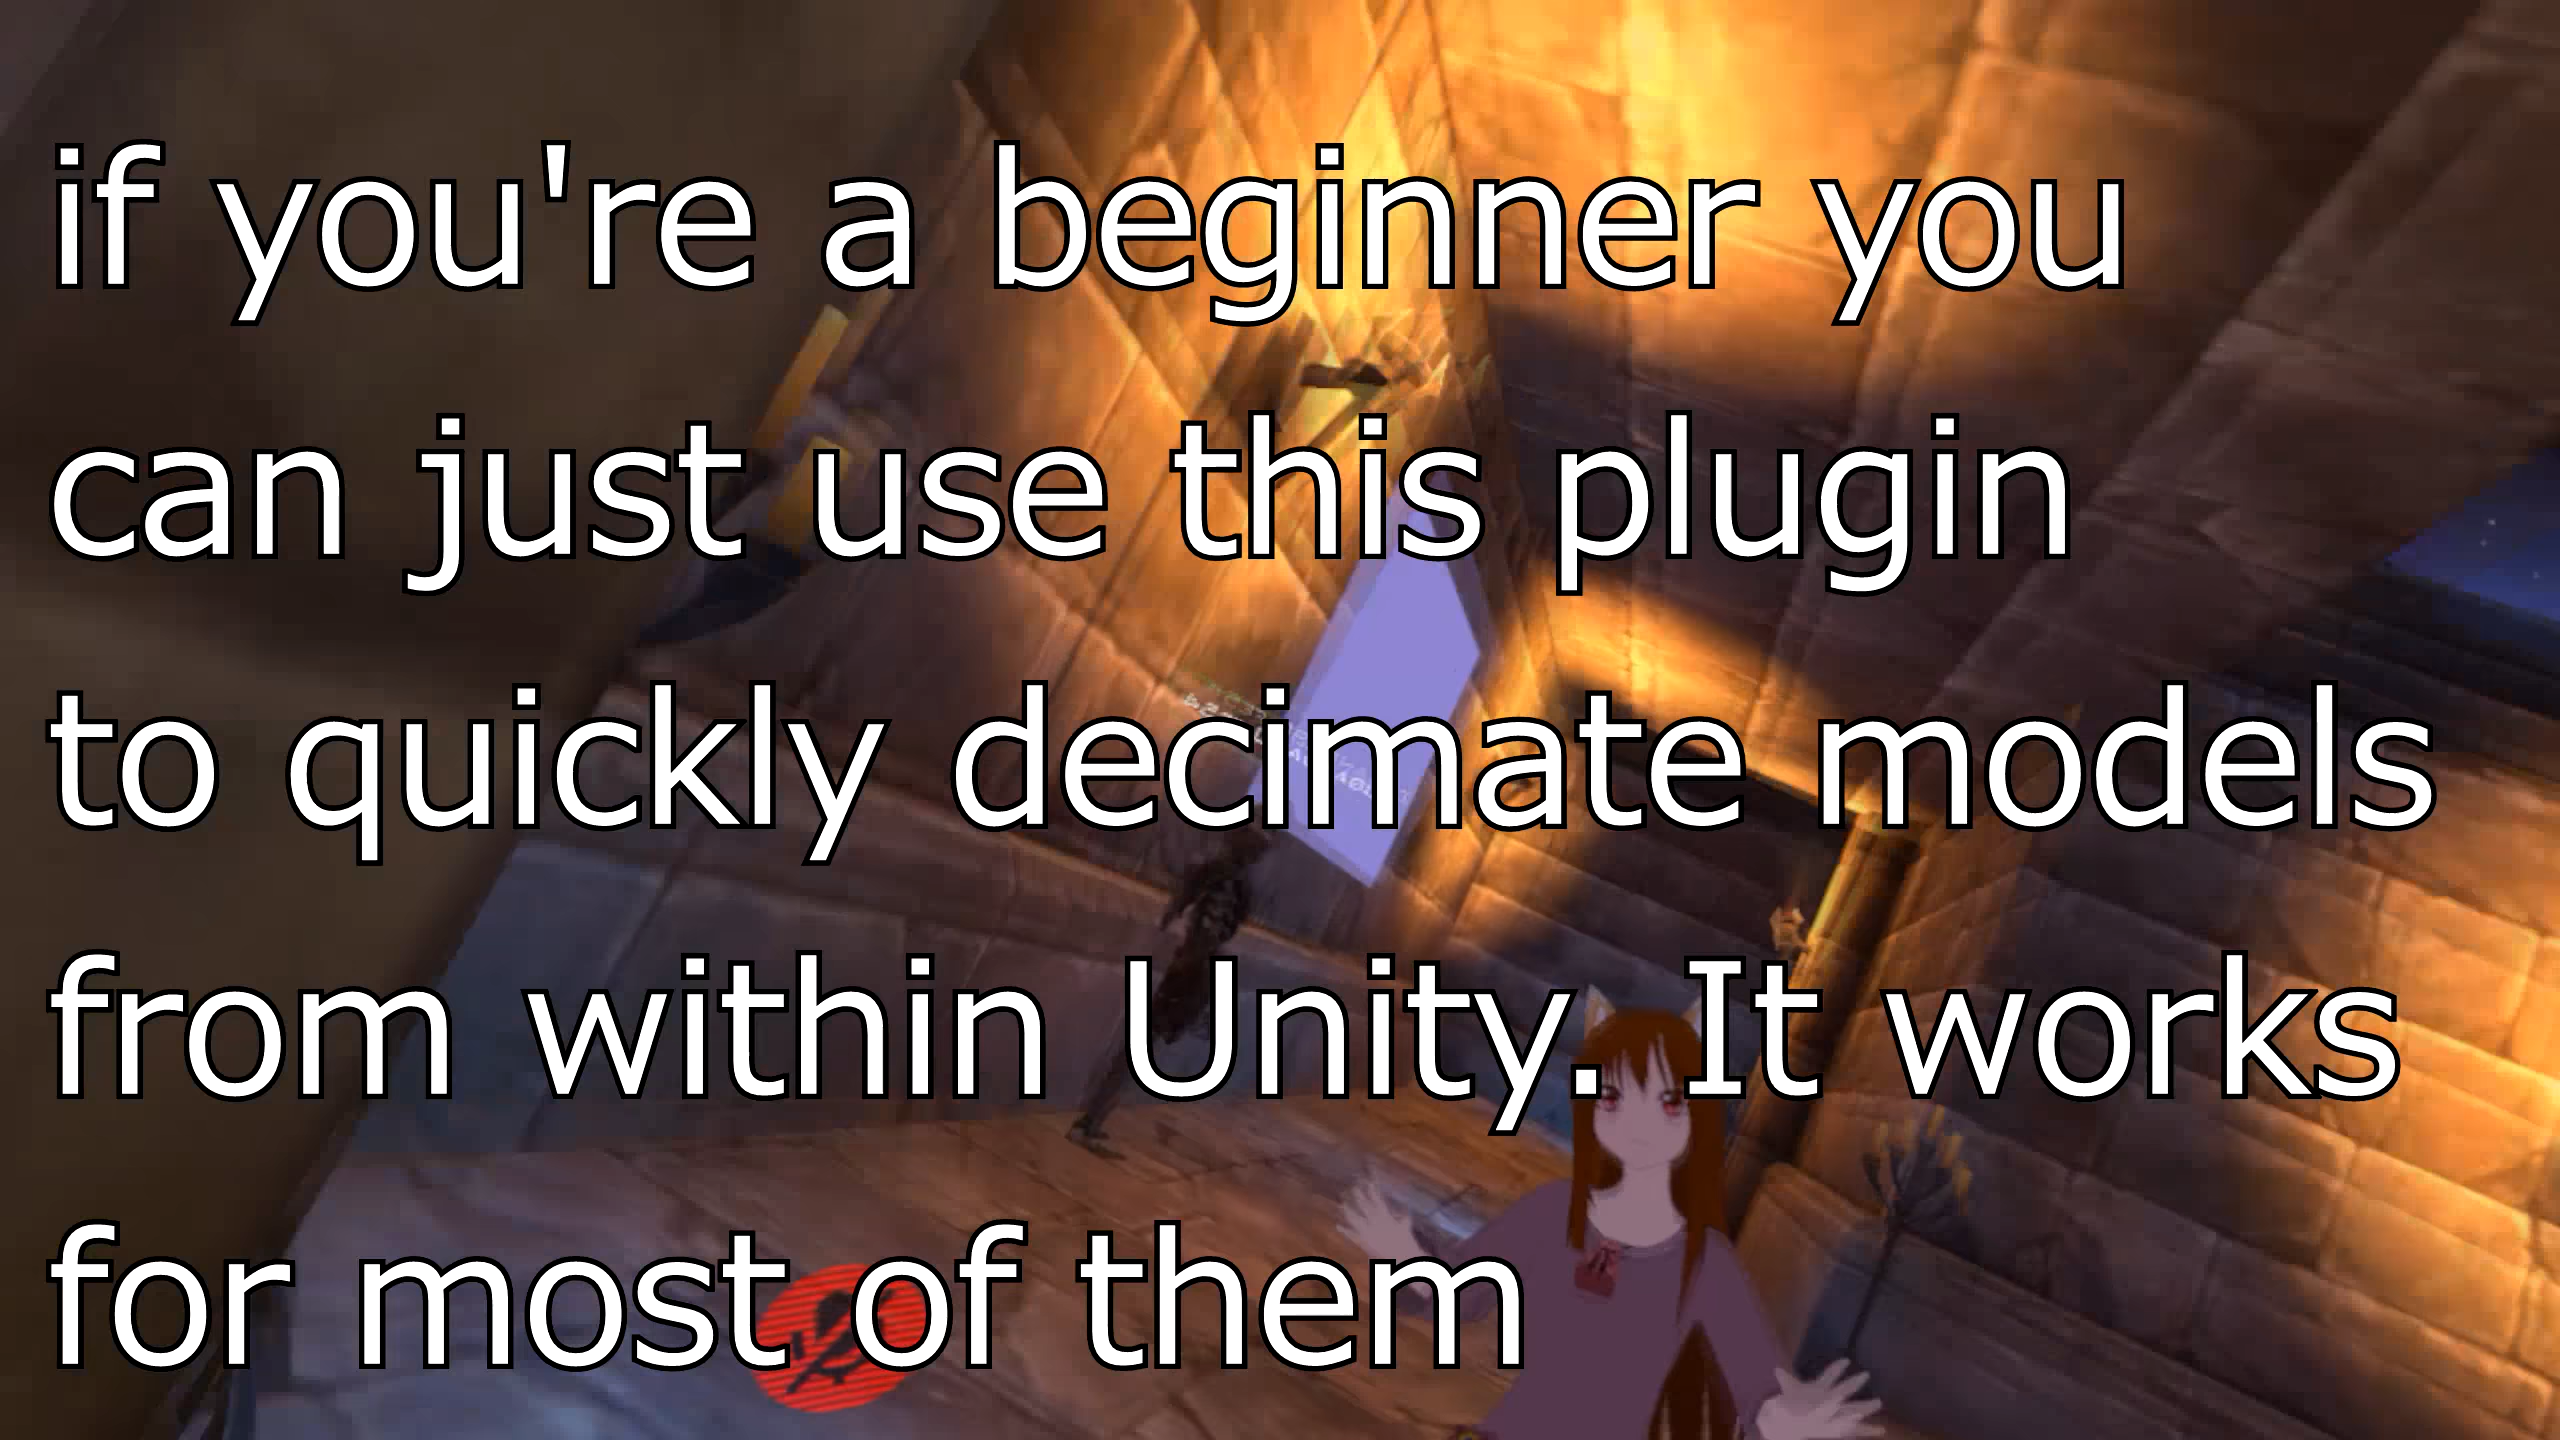 if you're a beginner you
can just use this plugin
to quickly decimate models
from within Unity. It works
for most of them